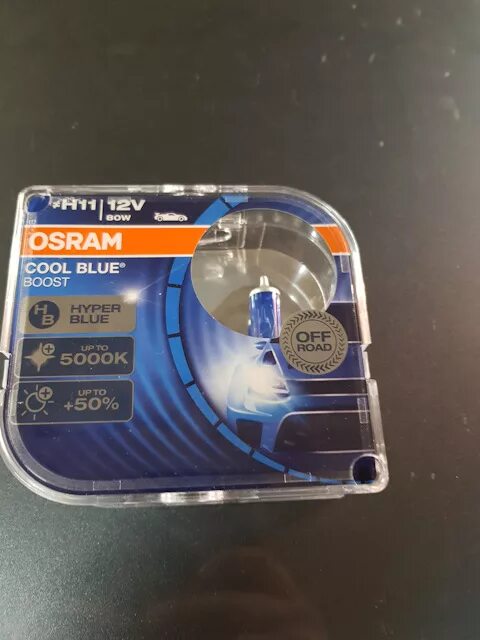 ≠H11 12V
80W
OSRAM
COOL BLUE®
BOOST
HB HYPER
BLUE
UP TO
5000K
UP TO
+50%
OFF
ROAD